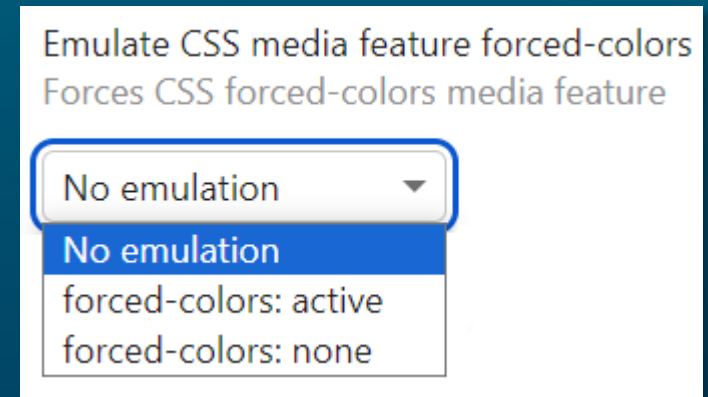 Emulate CSS media feature forced-colors
Forces CSS forced-colors media feature
No emulation
No emulation
forced-colors: active
forced-colors: none